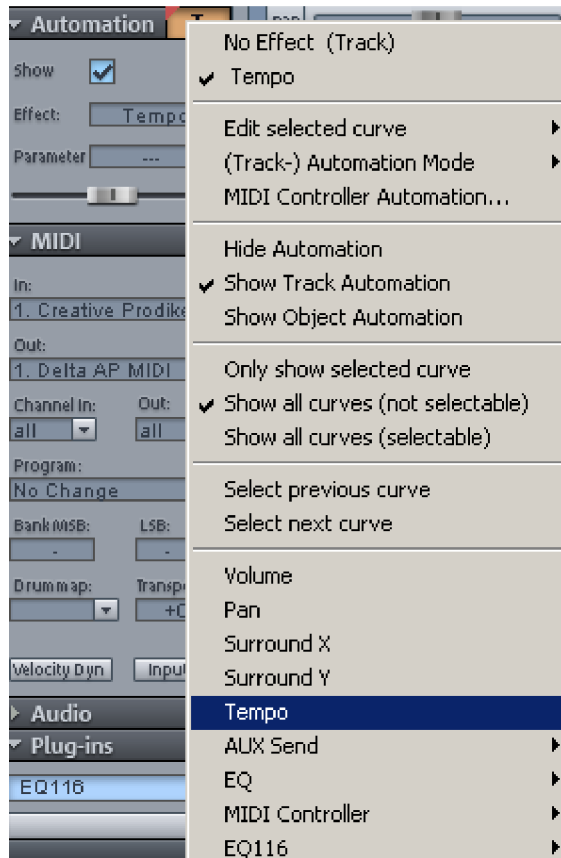 Automation
Show
Effect: Tempo
Parameter ---
MIDI
In:
1. Creative Prodike
Out:
1. Delta AP MIDI
Channel In: Out:
all all
Program:
No Change
Bank MSB: LSB:
- -
Drummap: Transp
Velocity Dyn Input
Audio
Plug-ins
EQ116
No Effect (Track)
Tempo
Edit selected curve
(Track-) Automation Mode
MIDI Controller Automation...
Hide Automation
Show Track Automation
Show Object Automation
Only show selected curve
Show all curves (not selectable)
Show all curves (selectable)
Select previous curve
Select next curve
Volume
Pan
Surround X
Surround Y
Tempo
AUX Send
EQ
MIDI Controller
EQ116